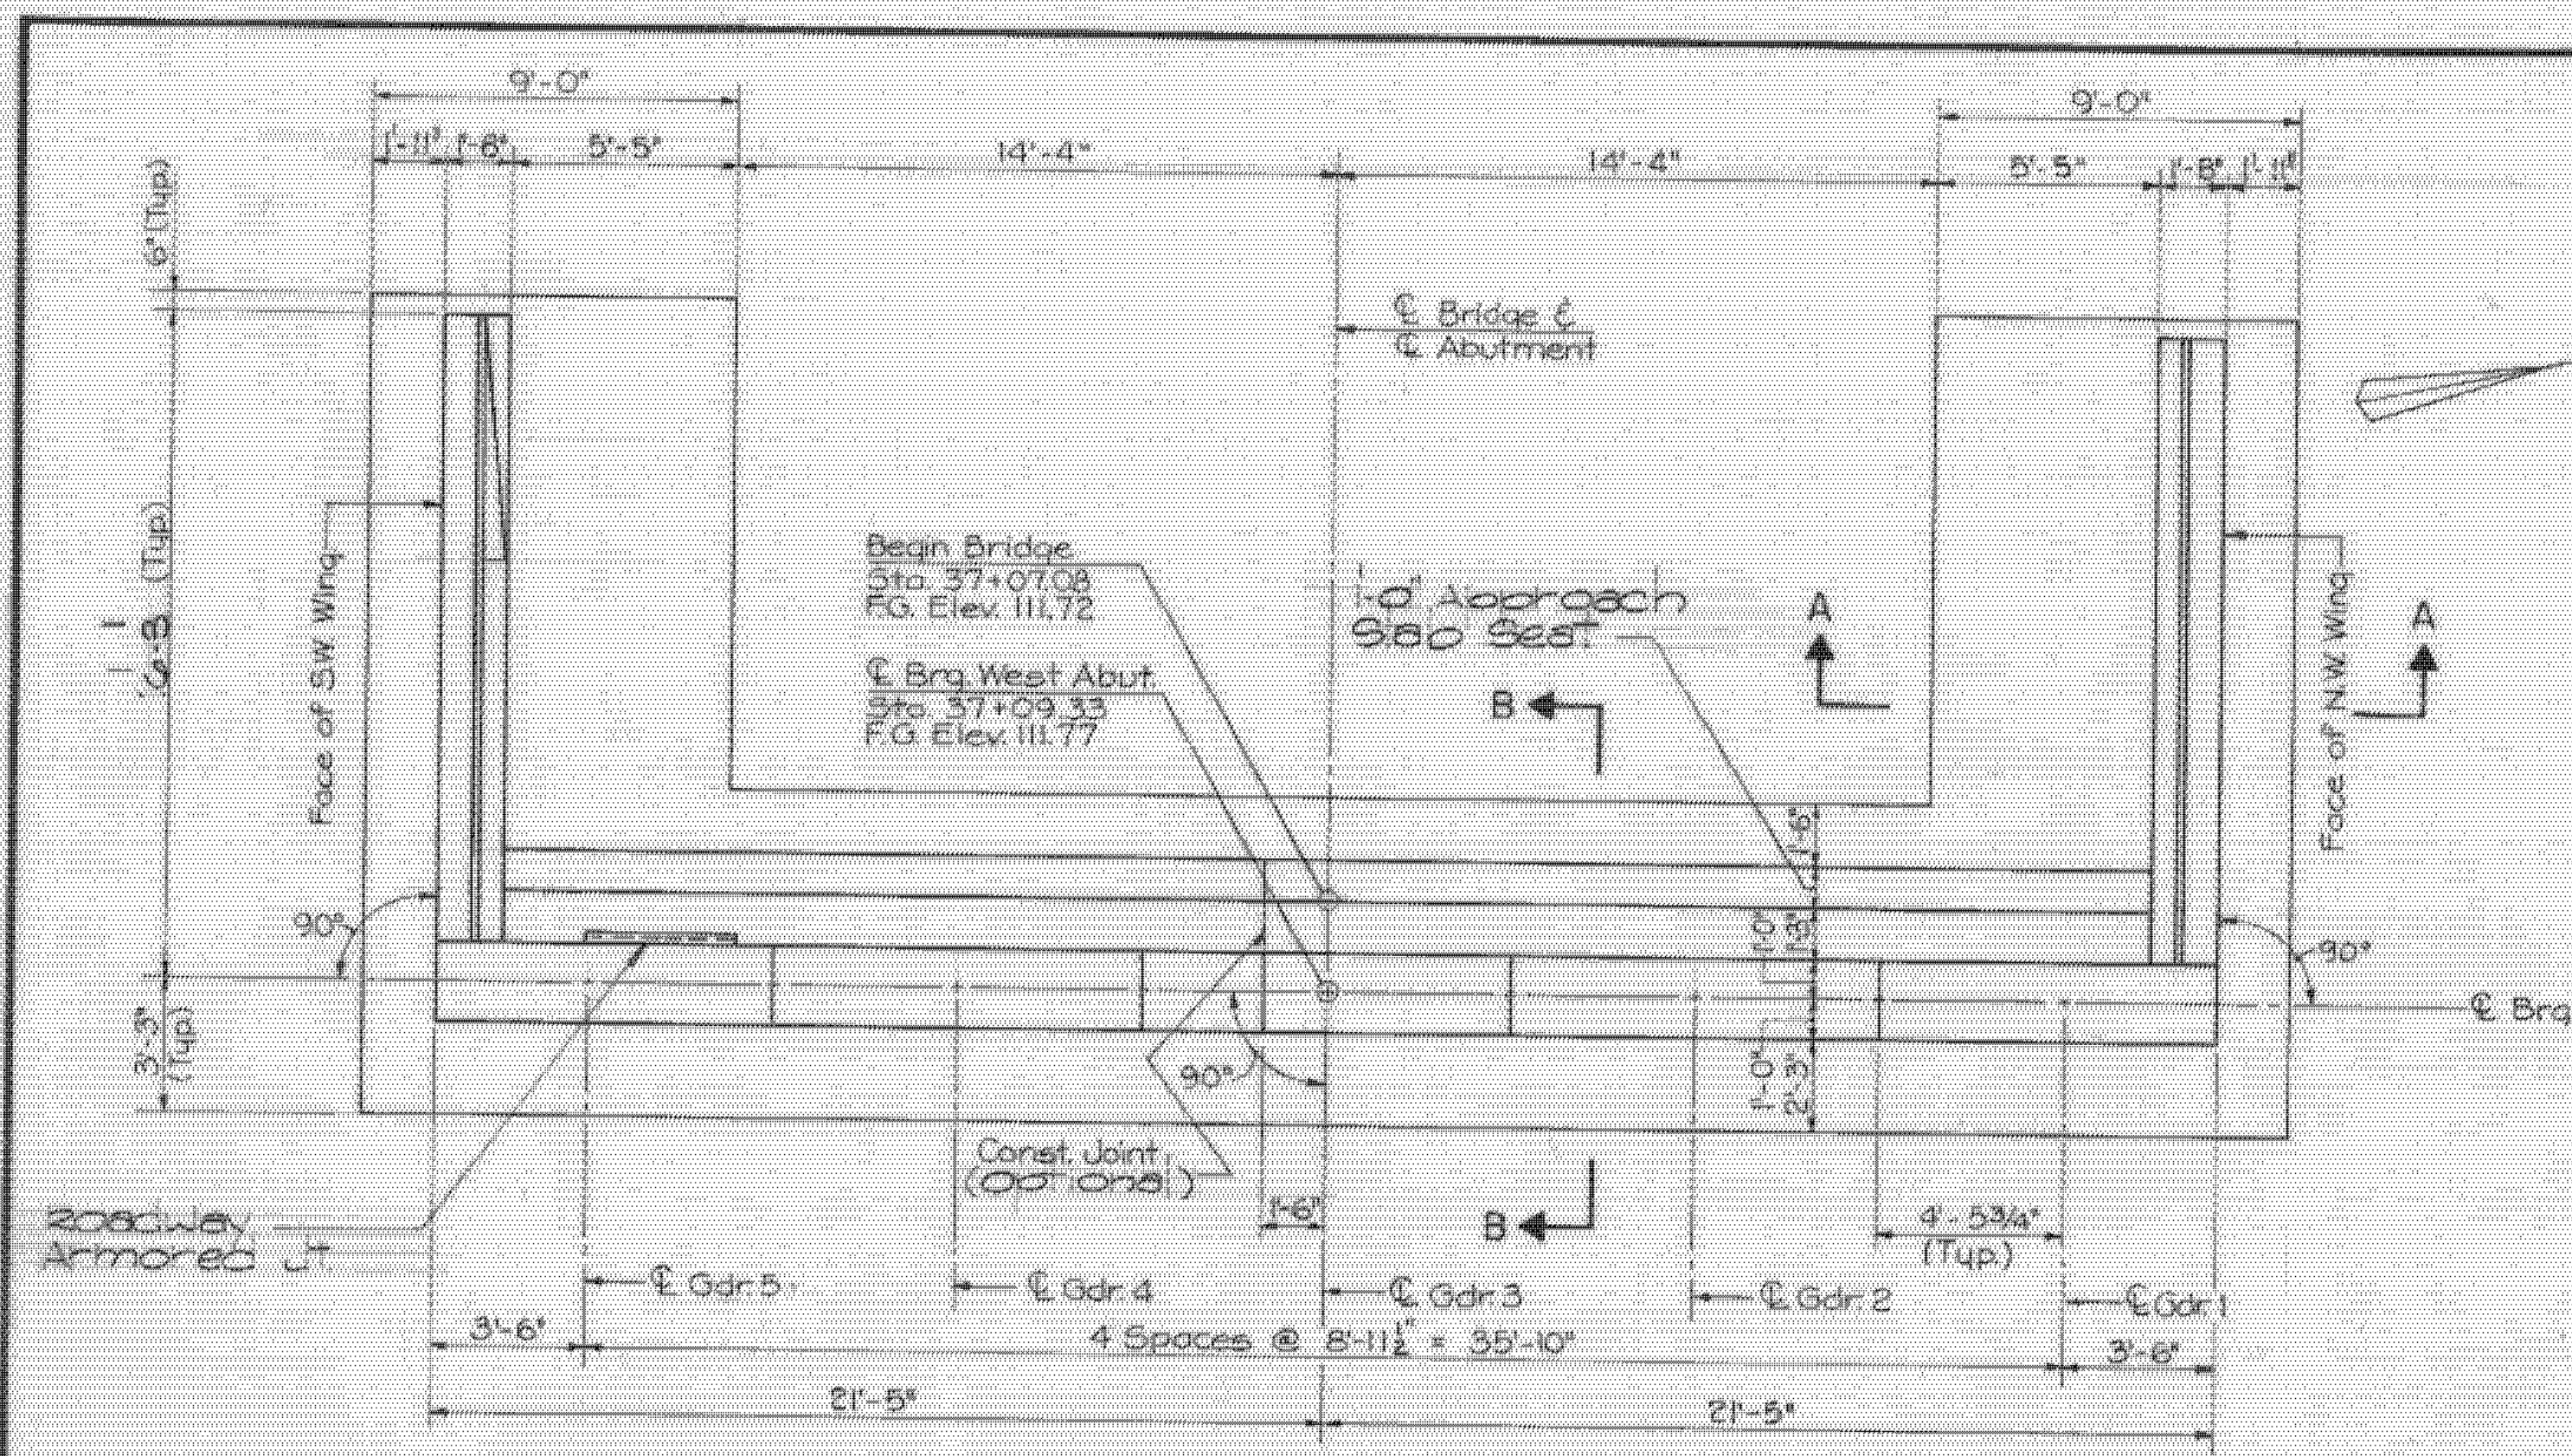 9'-0"
9'-0"
1'-11" 1'-8" 5'-5" 14'-4" 14'-4" 5'-5" 1'-8" 1'-11"
6" (Typ.)
℄ Bridge &
℄ Abutment
Face of S.W. Wing
(Typ.)
Begin Bridge
Sta. 37+07.08
F.G. Elev. 111.72
1'-0" Approach
Slab Seat
℄ Brg. West Abut.
Sta. 37+09.33
F.G. Elev. 111.77
A
A
B
Face of N.W. Wing
1'-6"
90°
1'-0"
1'-3"
90°
℄ Brg
3'-3"
(Typ.)
90°
1'-0"
2'-3"
Const. Joint
(Optional)
1'-6"
B
4'-5 3/4"
(Typ.)
Roadway
Armored Jt.
℄ Gdr. 5
℄ Gdr. 4
℄ Gdr. 3
℄ Gdr. 2
℄ Gdr. 1
3'-6"
4 Spaces @ 8'-11½" = 35'-10"
3'-6"
21'-5"
21'-5"